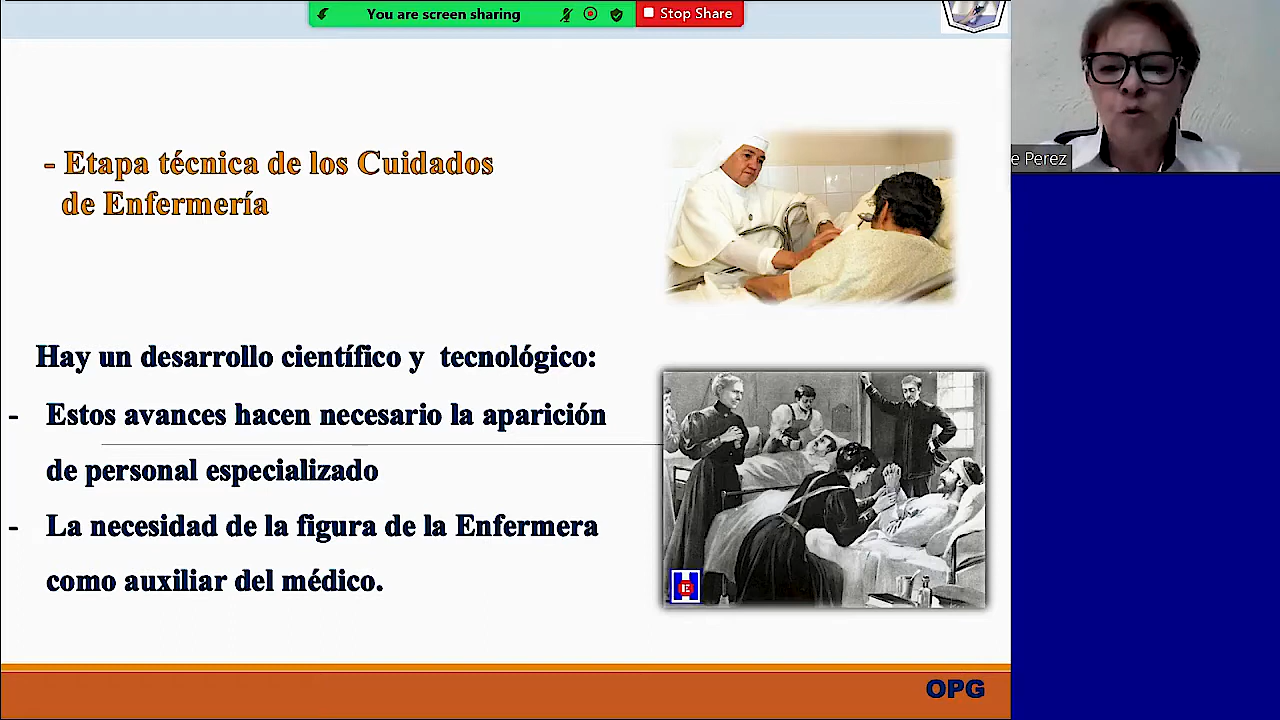 You are screen sharing
Stop Share
e Perez
- Etapa técnica de los Cuidados
de Enfermería
Hay un desarrollo científico y tecnológico:
- Estos avances hacen necesario la aparición
de personal especializado
- La necesidad de la figura de la Enfermera
como auxiliar del médico.
E
OPG